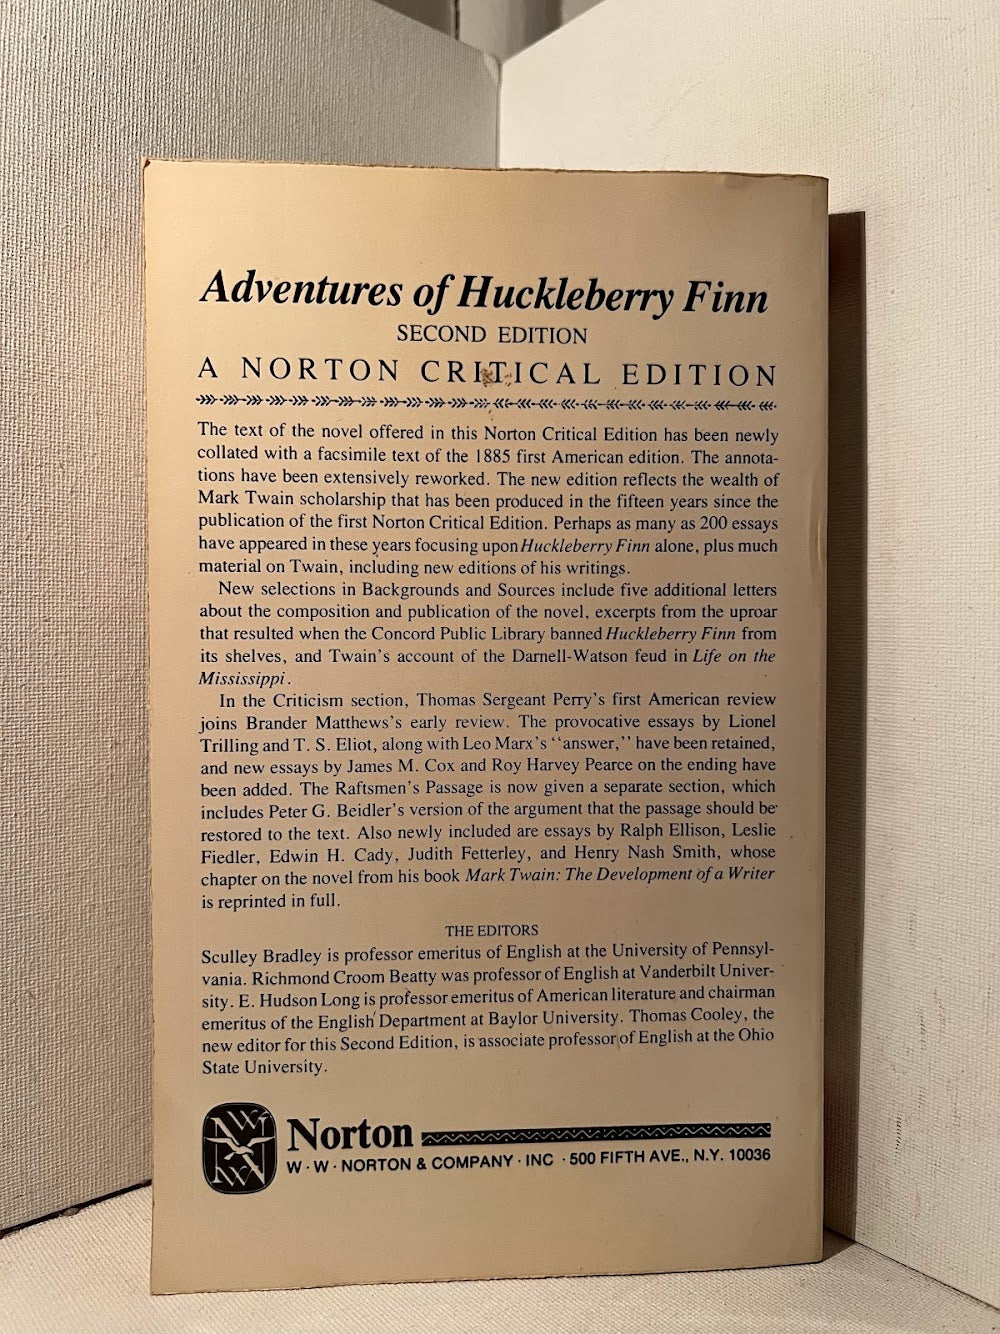 Adventures of Huckleberry Finn
SECOND EDITION
A NORTON CRITICAL EDITION
The text of the novel offered in this Norton Critical Edition has been newly
collated with a facsimile text of the 1885 first American edition. The annota-
tions have been extensively reworked. The new edition reflects the wealth of
Mark Twain scholarship that has been produced in the fifteen years since the
publication of the first Norton Critical Edition. Perhaps as many as 200 essays
have appeared in these years focusing upon Huckleberry Finn alone, plus much
material on Twain, including new editions of his writings.
New selections in Backgrounds and Sources include five additional letters
about the composition and publication of the novel, excerpts from the uproar
that resulted when the Concord Public Library banned Huckleberry Finn from
its shelves, and Twain's account of the Darnell-Watson feud in Life on the
Mississippi.
In the Criticism section, Thomas Sergeant Perry's first American review
joins Brander Matthews's early review. The provocative essays by Lionel
Trilling and T. S. Eliot, along with Leo Marx's "answer," have been retained,
and new essays by James M. Cox and Roy Harvey Pearce on the ending have
been added. The Raftsmen's Passage is now given a separate section, which
includes Peter G. Beidler's version of the argument that the passage should be
restored to the text. Also newly included are essays by Ralph Ellison, Leslie
Fiedler, Edwin H. Cady, Judith Fetterley, and Henry Nash Smith, whose
chapter on the novel from his book Mark Twain: The Development of a Writer
is reprinted in full.
THE EDITORS
Sculley Bradley is professor emeritus of English at the University of Pennsyl-
vania. Richmond Croom Beatty was professor of English at Vanderbilt Univer-
sity. E. Hudson Long is professor emeritus of American literature and chairman
emeritus of the English Department at Baylor University. Thomas Cooley, the
new editor for this Second Edition, is associate professor of English at the Ohio
State University.
Norton
W · W · NORTON & COMPANY · INC · 500 FIFTH AVE., N.Y. 10036